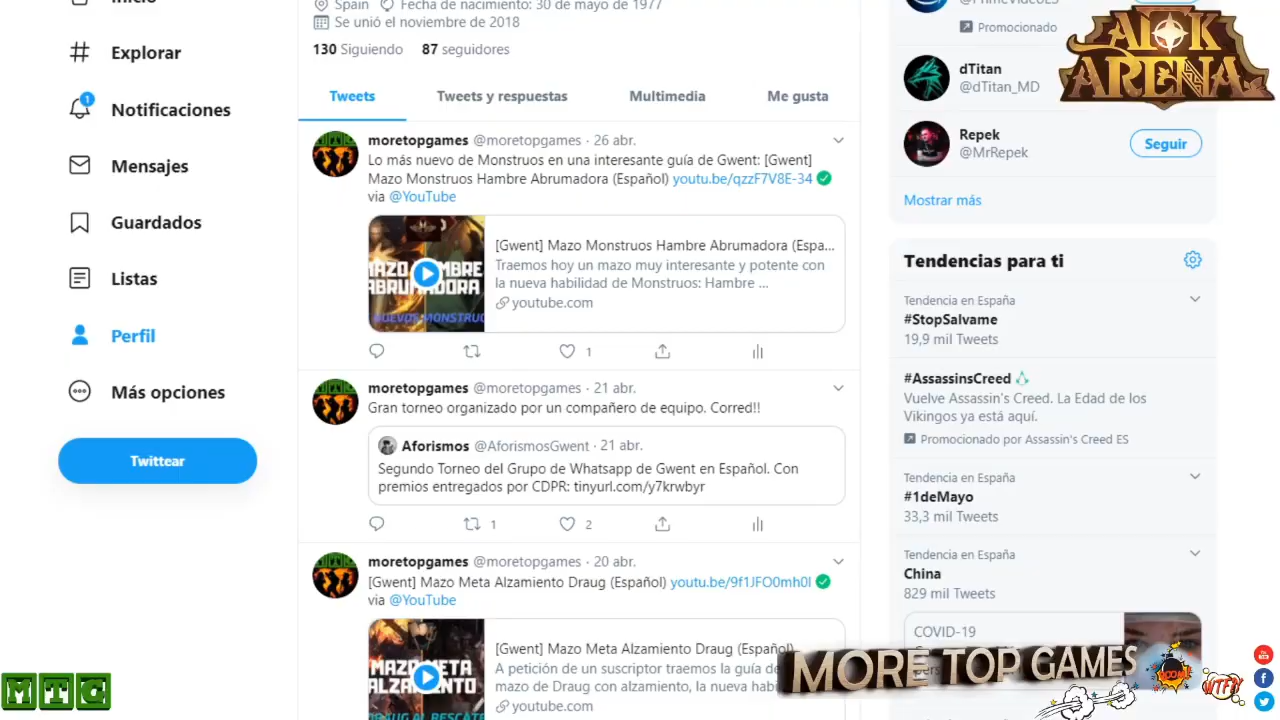 Inicio
Explorar
1
Notificaciones
Mensajes
Guardados
Listas
Perfil
Más opciones
Twittear
Spain Fecha de nacimiento: 30 de mayo de 1977
Se unió el noviembre de 2018
130 Siguiendo 87 seguidores
Tweets Tweets y respuestas Multimedia Me gusta
moretopgames @moretopgames · 26 abr.
Lo más nuevo de Monstruos en una interesante guía de Gwent: [Gwent]
Mazo Monstruos Hambre Abrumadora (Español) youtu.be/qzzF7V8E-34
via @YouTube
MAZO HAMBRE
ABRUMADORA
[Gwent] Mazo Monstruos Hambre Abrumadora (Espa...
Traemos hoy un mazo muy interesante y potente con
la nueva habilidad de Monstruos: Hambre ...
youtube.com
1
moretopgames @moretopgames · 21 abr.
Gran torneo organizado por un compañero de equipo. Corred!!
Aforismos @AforismosGwent · 21 abr.
Segundo Torneo del Grupo de Whatsapp de Gwent en Español. Con
premios entregados por CDPR: tinyurl.com/y7krwbyr
1 2
moretopgames @moretopgames · 20 abr.
[Gwent] Mazo Meta Alzamiento Draug (Español) youtu.be/9f1JFO0mh0I
via @YouTube
MAZO META
ALZAMIENTO
DRAUG AL RESCATE
[Gwent] Mazo Meta Alzamiento Draug (Español)
A petición de un suscriptor traemos la guía de
mazo de Draug con alzamiento, la nueva habi
youtube.com
@PrimeVideoES
Promocionado
dTitan
@dTitan_MD
Repek
@MrRepek
Seguir
Mostrar más
Tendencias para ti
Tendencia en España
#StopSalvame
19,9 mil Tweets
#AssassinsCreed
Vuelve Assassin's Creed. La Edad de los
Vikingos ya está aquí.
Promocionado por Assassin's Creed ES
Tendencia en España
#1deMayo
33,3 mil Tweets
Tendencia en España
China
829 mil Tweets
COVID-19
AFK
ARENA
MTG
MORE TOP GAMES
BOOM!
WTF?!